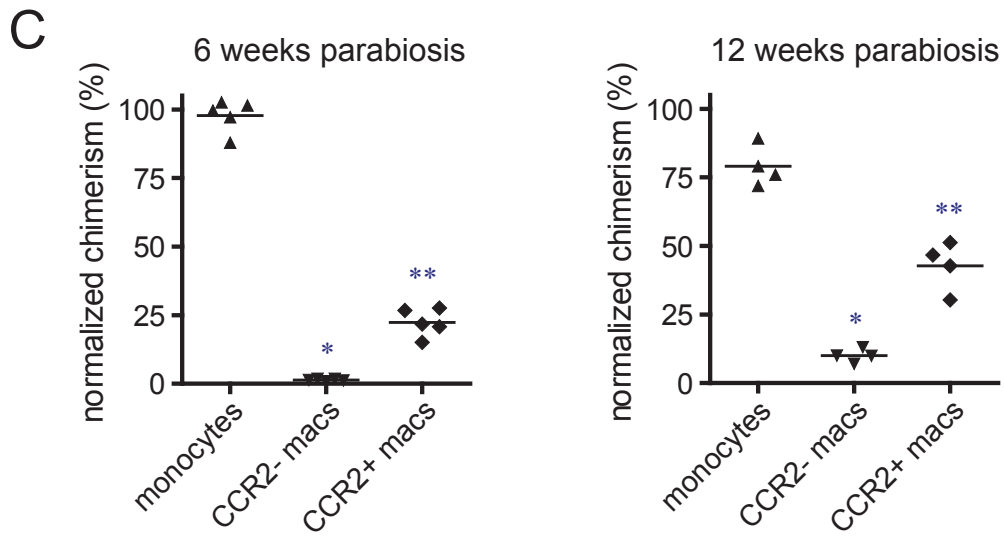 C
6 weeks parabiosis
normalized chimerism (%)
100
75
50
25
0
*
**
monocytes
CCR2- macs
CCR2+ macs
12 weeks parabiosis
normalized chimerism (%)
100
75
50
25
0
*
**
monocytes
CCR2- macs
CCR2+ macs